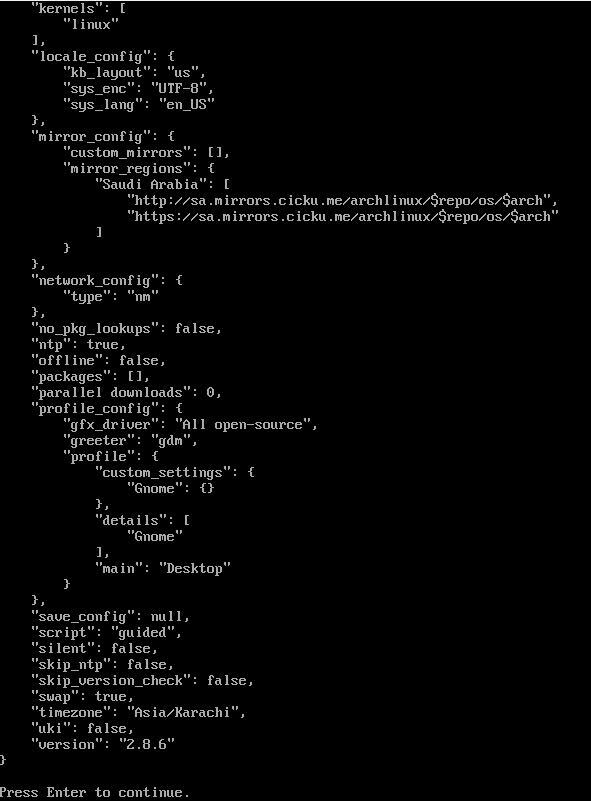 "kernels": [
        "linux"
    ],
    "locale_config": {
        "kb_layout": "us",
        "sys_enc": "UTF-8",
        "sys_lang": "en_US"
    },
    "mirror_config": {
        "custom_mirrors": [],
        "mirror_regions": {
            "Saudi Arabia": [
                "http://sa.mirrors.cicku.me/archlinux/$repo/os/$arch",
                "https://sa.mirrors.cicku.me/archlinux/$repo/os/$arch"
            ]
        }
    },
    "network_config": {
        "type": "nm"
    },
    "no_pkg_lookups": false,
    "ntp": true,
    "offline": false,
    "packages": [],
    "parallel downloads": 0,
    "profile_config": {
        "gfx_driver": "All open-source",
        "greeter": "gdm",
        "profile": {
            "custom_settings": {
                "Gnome": {}
            },
            "details": [
                "Gnome"
            ],
            "main": "Desktop"
        }
    },
    "save_config": null,
    "script": "guided",
    "silent": false,
    "skip_ntp": false,
    "skip_version_check": false,
    "swap": true,
    "timezone": "Asia/Karachi",
    "uki": false,
    "version": "2.8.6"
}

Press Enter to continue.